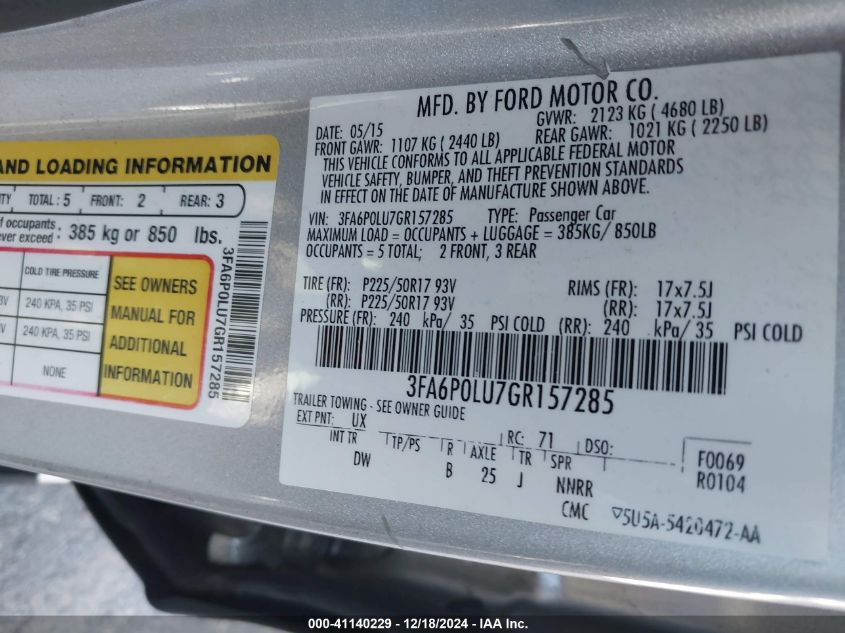 MFD. BY FORD MOTOR CO.
DATE: 05/15
GVWR: 2123 KG ( 4680 LB)
FRONT GAWR: 1107 KG ( 2440 LB)
REAR GAWR: 1021 KG ( 2250 LB)
THIS VEHICLE CONFORMS TO ALL APPLICABLE FEDERAL MOTOR
VEHICLE SAFETY, BUMPER, AND THEFT PREVENTION STANDARDS
IN EFFECT ON THE DATE OF MANUFACTURE SHOWN ABOVE.
VIN: 3FA6P0LU7GR157285 TYPE: Passenger Car
MAXIMUM LOAD = OCCUPANTS + LUGGAGE = 385KG/ 850LB
OCCUPANTS = 5 TOTAL; 2 FRONT, 3 REAR
TIRE (FR): P225/50R17 93V RIMS (FR): 17x7.5J
(RR): P225/50R17 93V (RR): 17x7.5J
PRESSURE (FR): 240 kPa/ 35 PSI COLD (RR): 240 kPa/ 35 PSI COLD
3FA6P0LU7GR157285
TRAILER TOWING - SEE OWNER GUIDE
EXT PNT: UX RC: 71 DSO:
INT TR TP/PS R AXLE TR SPR
DW B 25 J NNRR
F0069
R0104
CMC 5U5A-5420472-AA
AND LOADING INFORMATION
TOTAL : 5 FRONT: 2 REAR: 3
of occupants
ever exceed : 385 kg or 850 lbs.
COLD TIRE PRESSURE
240 KPA, 35 PSI
240 KPA, 35 PSI
NONE
SEE OWNERS
MANUAL FOR
ADDITIONAL
INFORMATION
3FA6P0LU7GR157285
000-41140229 - 12/18/2024 - IAA Inc.